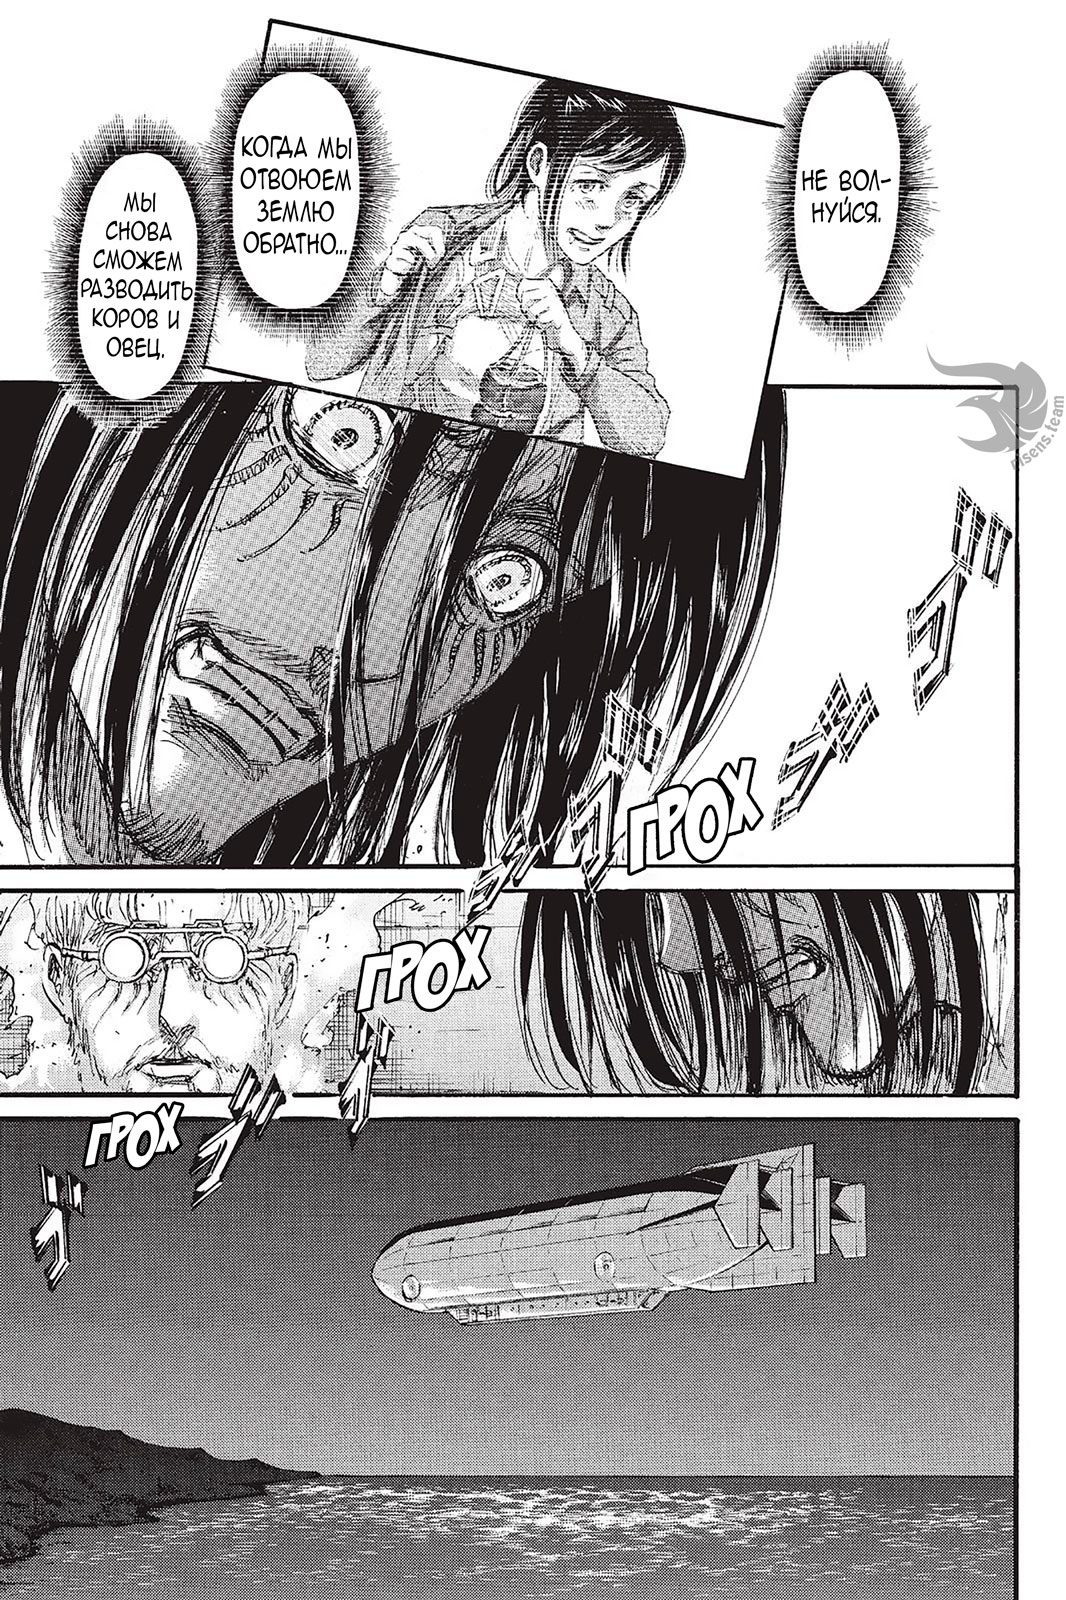 НЕ ВОЛ-
НУЙСЯ.
КОГДА МЫ
ОТВОЮЕМ
ЗЕМЛЮ
ОБРАТНО...
МЫ
СНОВА
СМОЖЕМ
РАЗВОДИТЬ
КОРОВ И
ОВЕЦ.
risens.team
ГРОХ
ГРОХ
ГРОХ